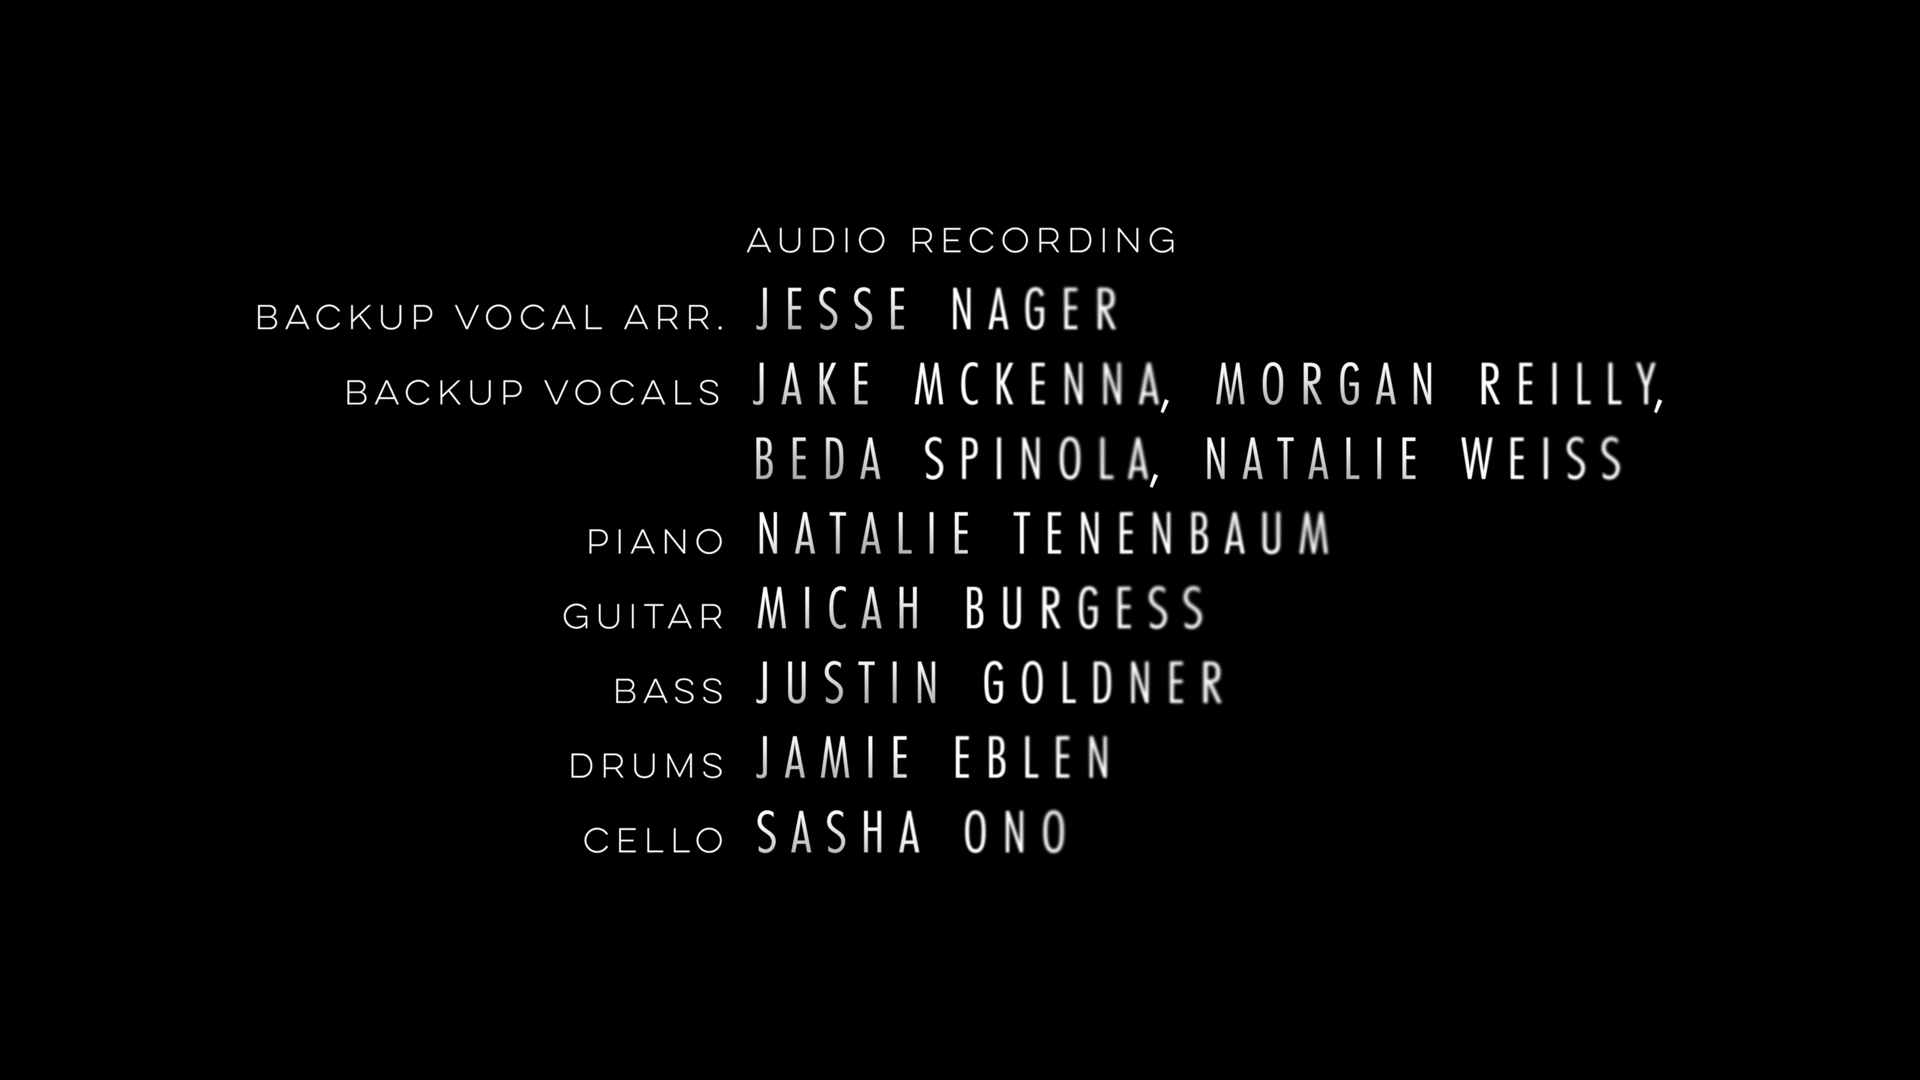 AUDIO RECORDING
BACKUP VOCAL ARR. JESSE NAGER
BACKUP VOCALS JAKE MCKENNA, MORGAN REILLY,
BEDA SPINOLA, NATALIE WEISS
PIANO NATALIE TENENBAUM
GUITAR MICAH BURGESS
BASS JUSTIN GOLDNER
DRUMS JAMIE EBLEN
CELLO SASHA ONO